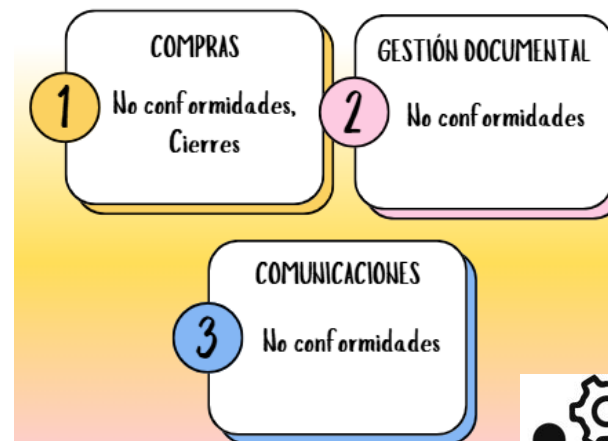 COMPRAS
1
No conformidades,
Cierres
GESTIÓN DOCUMENTAL
2
No conformidades
COMUNICACIONES
3
No conformidades